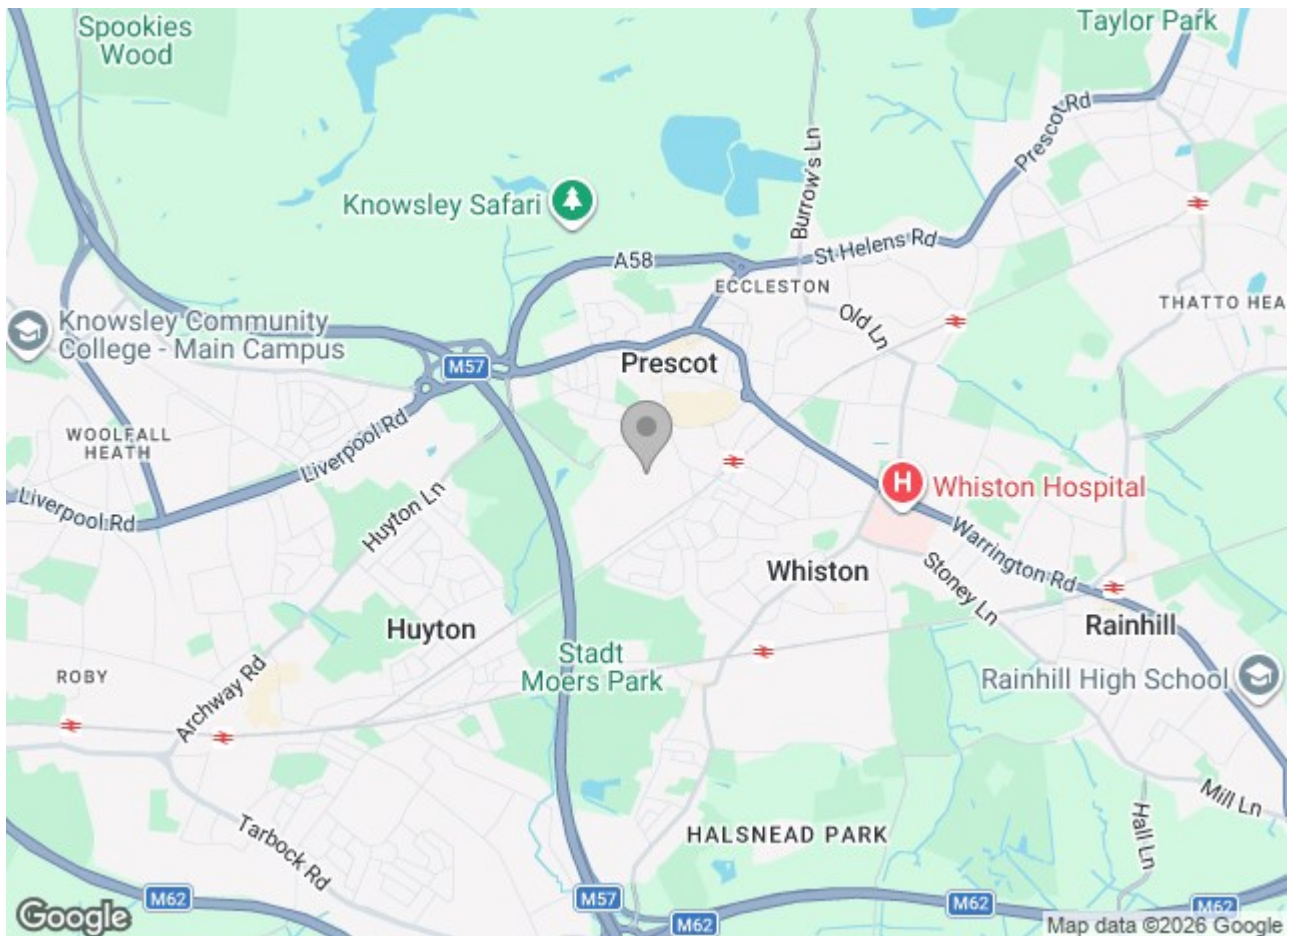 Spookies
Wood
Taylor Park
Prescot Rd
Burrow's Ln
Knowsley Safari
St Helens Rd
A58
ECCLESTON
THATTO HEA
Old Ln
Knowsley Community
College - Main Campus
M57
Prescot
WOOLFALL
HEATH
Liverpool Rd
Liverpool Rd
Huyton Ln
H
Whiston Hospital
Warrington Rd
Whiston
Stoney Ln
Rainhill
Huyton
Stadt
Moers Park
ROBY
Archway Rd
Rainhill High School
Mill Ln
Hall Ln
Tarbock Rd
HALSNEAD PARK
M62
M57
M62
M62
M62
Google
Map data ©2026 Google